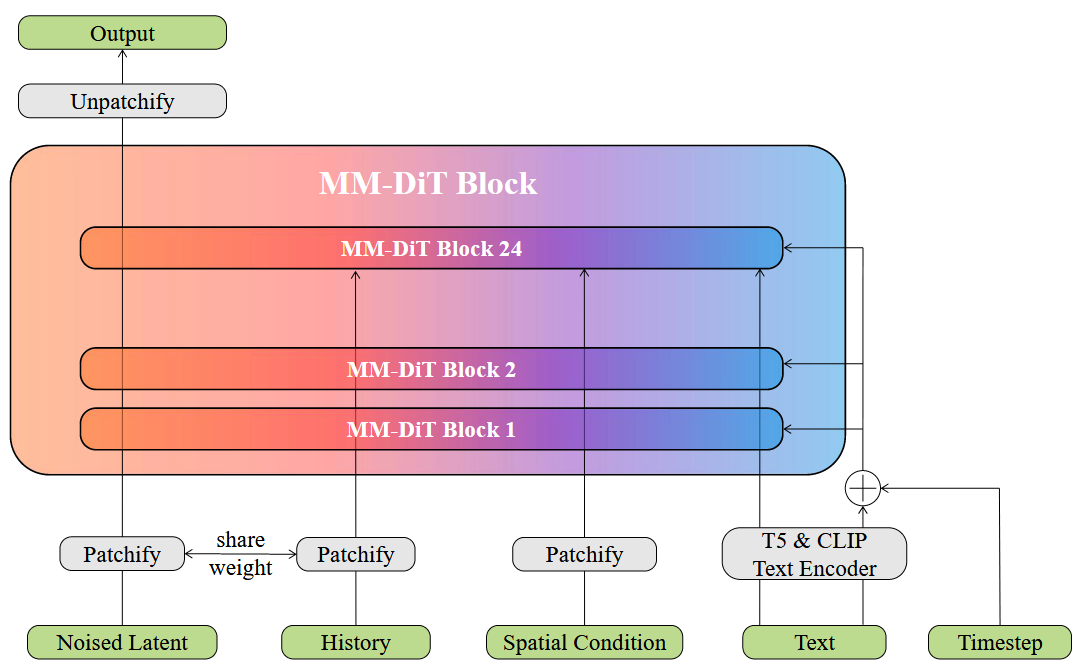 Output
Unpatchify
MM-DiT Block
MM-DiT Block 24
MM-DiT Block 2
MM-DiT Block 1
share
weight
Patchify
Patchify
Patchify
T5 & CLIP
Text Encoder
Noised Latent
History
Spatial Condition
Text
Timestep